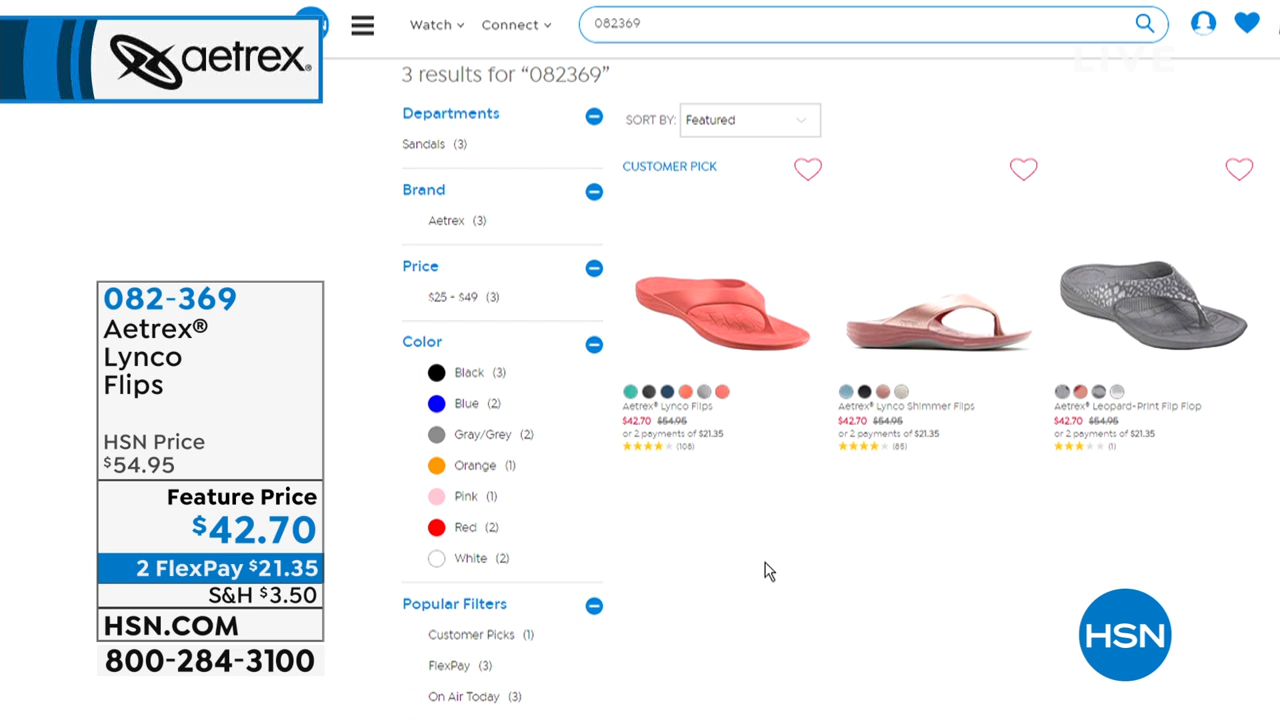 aetrex®
Watch
Connect
082369
LIVE
3 results for “082369”
Departments
Sandals (3)
Brand
Aetrex (3)
Price
$25 - $49 (3)
Color
Black (3)
Blue (2)
Gray/Grey (2)
Orange (1)
Pink (1)
Red (2)
White (2)
Popular Filters
Customer Picks (1)
FlexPay (3)
On Air Today (3)
SORT BY: Featured
CUSTOMER PICK
Aetrex® Lynco Flips
$42.70 $54.95
or 2 payments of $21.35
(108)
Aetrex® Lynco Shimmer Flips
$42.70 $54.95
or 2 payments of $21.35
(85)
Aetrex® Leopard-Print Flip Flop
$42.70 $54.95
or 2 payments of $21.35
(1)
082-369
Aetrex®
Lynco
Flips
HSN Price
$54.95
Feature Price
$42.70
2 FlexPay $21.35
S&H $3.50
HSN.COM
800-284-3100
HSN